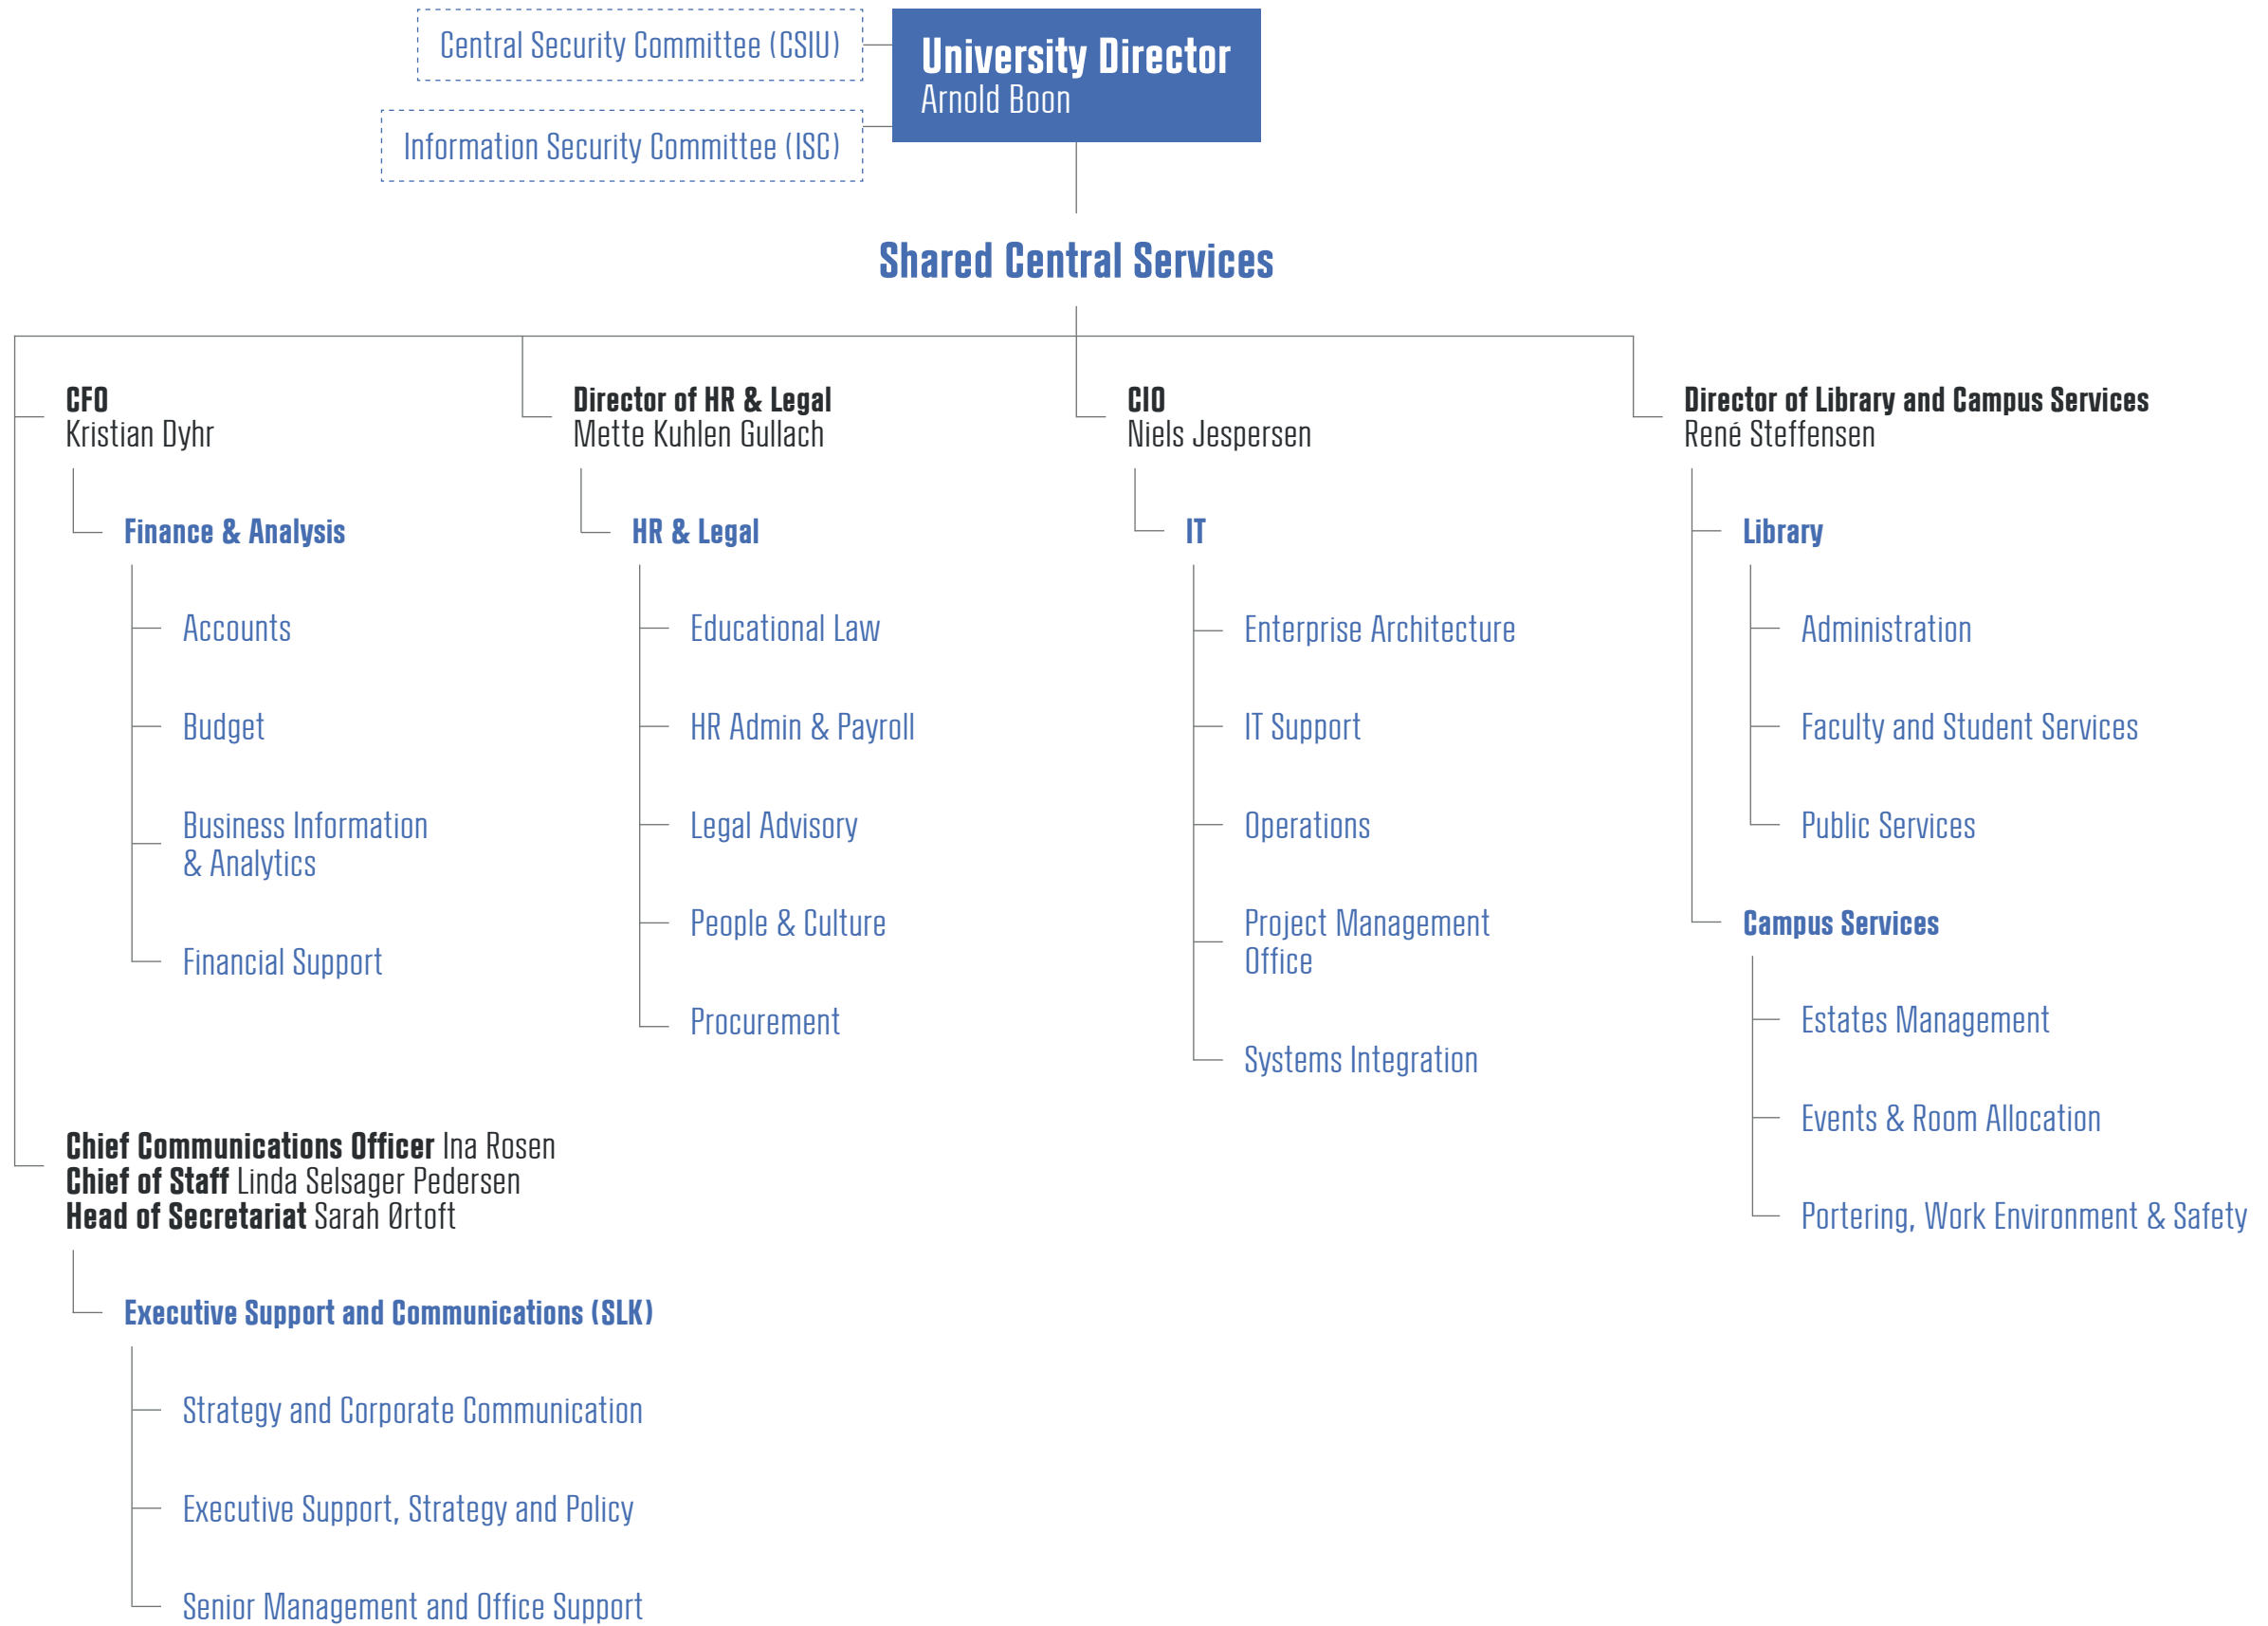 Central Security Committee (CSIU)
Information Security Committee (ISC)
University Director
Arnold Boon
Shared Central Services
CFO
Kristian Dyhr
Finance & Analysis
Accounts
Budget
Business Information
& Analytics
Financial Support
Director of HR & Legal
Mette Kuhlen Gullach
HR & Legal
Educational Law
HR Admin & Payroll
Legal Advisory
People & Culture
Procurement
CIO
Niels Jespersen
IT
Enterprise Architecture
IT Support
Operations
Project Management
Office
Systems Integration
Director of Library and Campus Services
René Steffensen
Library
Administration
Faculty and Student Services
Public Services
Campus Services
Estates Management
Events & Room Allocation
Portering, Work Environment & Safety
Chief Communications Officer Ina Rosen
Chief of Staff Linda Selsager Pedersen
Head of Secretariat Sarah Ørtoft
Executive Support and Communications (SLK)
Strategy and Corporate Communication
Executive Support, Strategy and Policy
Senior Management and Office Support